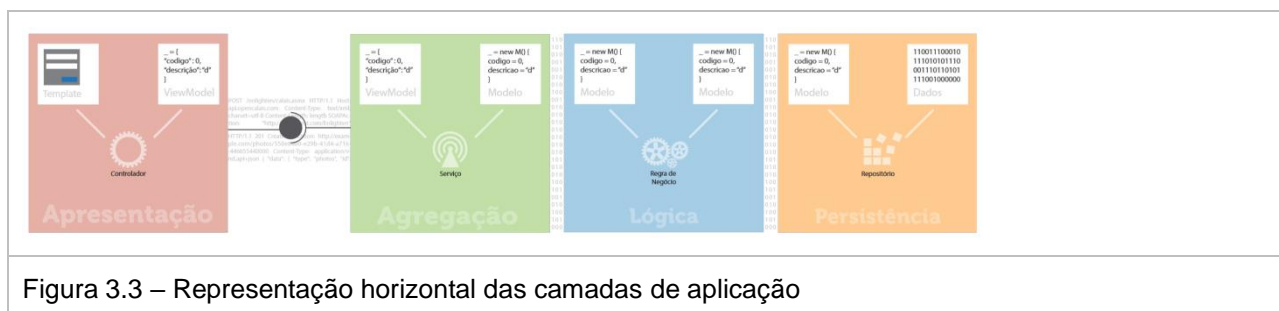 _ = {
"codigo": 0,
"descrição":"d"
}
Template
ViewModel
Controlador
Apresentação
_ = {
"codigo": 0,
"descrição":"d"
}
ViewModel
_ = new M() {
codigo = 0,
descricao = "d"
}
Modelo
Serviço
Agregação
_ = new M() {
codigo = 0,
descricao = "d"
}
Modelo
_ = new M() {
codigo = 0,
descricao = "d"
}
Modelo
Regra de
Negócio
Lógica
_ = new M() {
codigo = 0,
descricao = "d"
}
Modelo
110011100010
111010101110
001110110101
111001000000
Dados
Repositório
Persistência
Figura 3.3 – Representação horizontal das camadas de aplicação